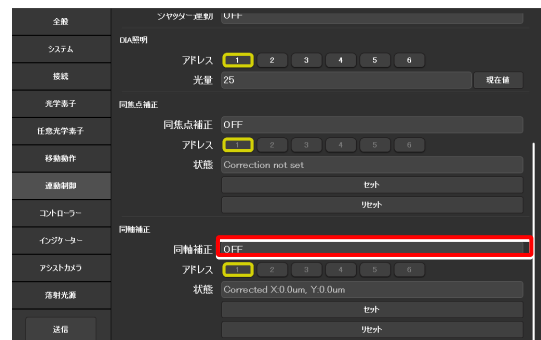 全般
システム
接続
光学素子
任意光学素子
移動動作
連動制御
コントローラー
インジケーター
アシストカメラ
落射光源
送信
シャッター連動 OFF
DIA照明
アドレス 1 2 3 4 5 6
光量 25 現在値
同焦点補正
同焦点補正 OFF
アドレス 1 2 3 4 5 6
状態 Correction not set
セット
リセット
同軸補正
同軸補正 OFF
アドレス 1 2 3 4 5 6
状態 Corrected X:0.0um, Y:0.0um
セット
リセット